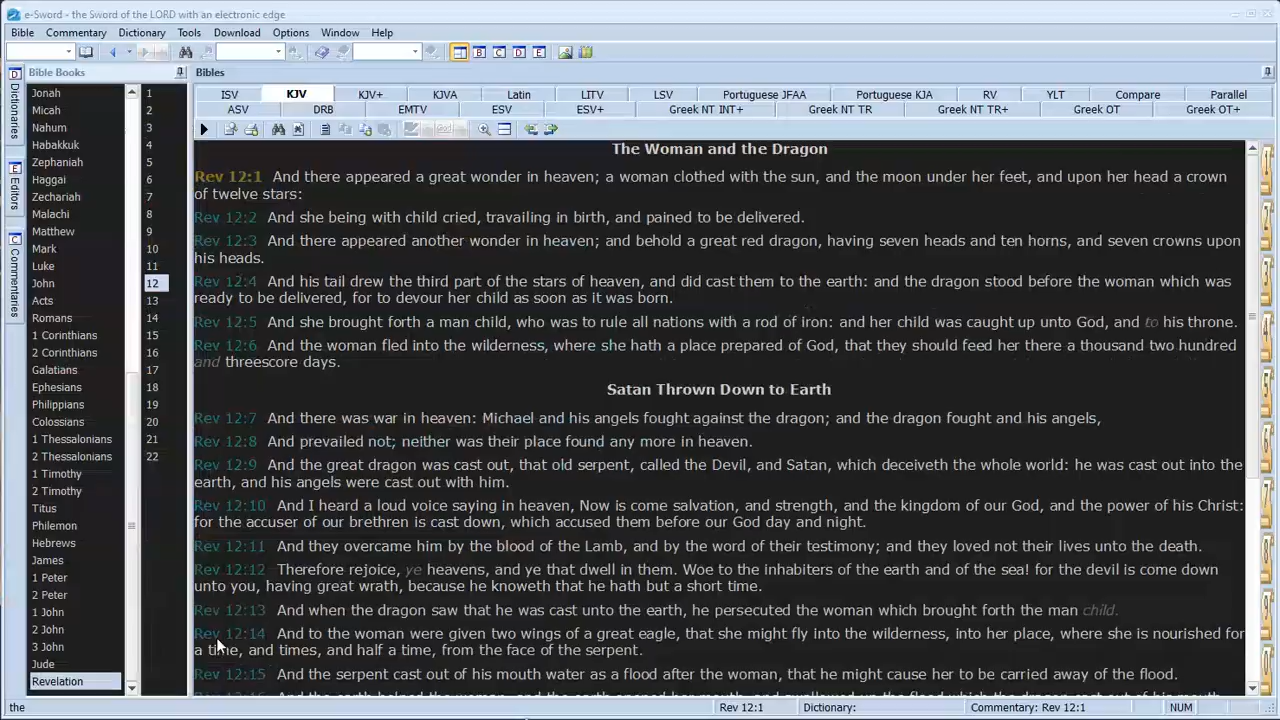 e-Sword - the Sword of the LORD with an electronic edge
Bible Commentary Dictionary Tools Download Options Window Help
B C D E
Bible Books
Bibles
ISV KJV KJV+ KJVA Latin LITV LSV Portuguese JFAA Portuguese KJA RV YLT Compare Parallel
ASV DRB EMTV ESV ESV+ Greek NT INT+ Greek NT TR Greek NT TR+ Greek OT Greek OT+
D Dictionaries
E Editors
C Commentaries
Jonah 1
Micah 2
Nahum 3
Habakkuk 4
Zephaniah 5
Haggai 6
Zechariah 7
Malachi 8
Matthew 9
Mark 10
Luke 11
John 12
Acts 13
Romans 14
1 Corinthians 15
2 Corinthians 16
Galatians 17
Ephesians 18
Philippians 19
Colossians 20
1 Thessalonians 21
2 Thessalonians 22
1 Timothy
2 Timothy
Titus
Philemon
Hebrews
James
1 Peter
2 Peter
1 John
2 John
3 John
Jude
Revelation
The Woman and the Dragon
Rev 12:1 And there appeared a great wonder in heaven; a woman clothed with the sun, and the moon under her feet, and upon her head a crown
of twelve stars:
Rev 12:2 And she being with child cried, travailing in birth, and pained to be delivered.
Rev 12:3 And there appeared another wonder in heaven; and behold a great red dragon, having seven heads and ten horns, and seven crowns upon
his heads.
Rev 12:4 And his tail drew the third part of the stars of heaven, and did cast them to the earth: and the dragon stood before the woman which was
ready to be delivered, for to devour her child as soon as it was born.
Rev 12:5 And she brought forth a man child, who was to rule all nations with a rod of iron: and her child was caught up unto God, and to his throne.
Rev 12:6 And the woman fled into the wilderness, where she hath a place prepared of God, that they should feed her there a thousand two hundred
and threescore days.
Satan Thrown Down to Earth
Rev 12:7 And there was war in heaven: Michael and his angels fought against the dragon; and the dragon fought and his angels,
Rev 12:8 And prevailed not; neither was their place found any more in heaven.
Rev 12:9 And the great dragon was cast out, that old serpent, called the Devil, and Satan, which deceiveth the whole world: he was cast out into the
earth, and his angels were cast out with him.
Rev 12:10 And I heard a loud voice saying in heaven, Now is come salvation, and strength, and the kingdom of our God, and the power of his Christ:
for the accuser of our brethren is cast down, which accused them before our God day and night.
Rev 12:11 And they overcame him by the blood of the Lamb, and by the word of their testimony; and they loved not their lives unto the death.
Rev 12:12 Therefore rejoice, ye heavens, and ye that dwell in them. Woe to the inhabiters of the earth and of the sea! for the devil is come down
unto you, having great wrath, because he knoweth that he hath but a short time.
Rev 12:13 And when the dragon saw that he was cast unto the earth, he persecuted the woman which brought forth the man child.
Rev 12:14 And to the woman were given two wings of a great eagle, that she might fly into the wilderness, into her place, where she is nourished for
a time, and times, and half a time, from the face of the serpent.
Rev 12:15 And the serpent cast out of his mouth water as a flood after the woman, that he might cause her to be carried away of the flood.
the Rev 12:1 Dictionary: Commentary: Rev 12:1 NUM